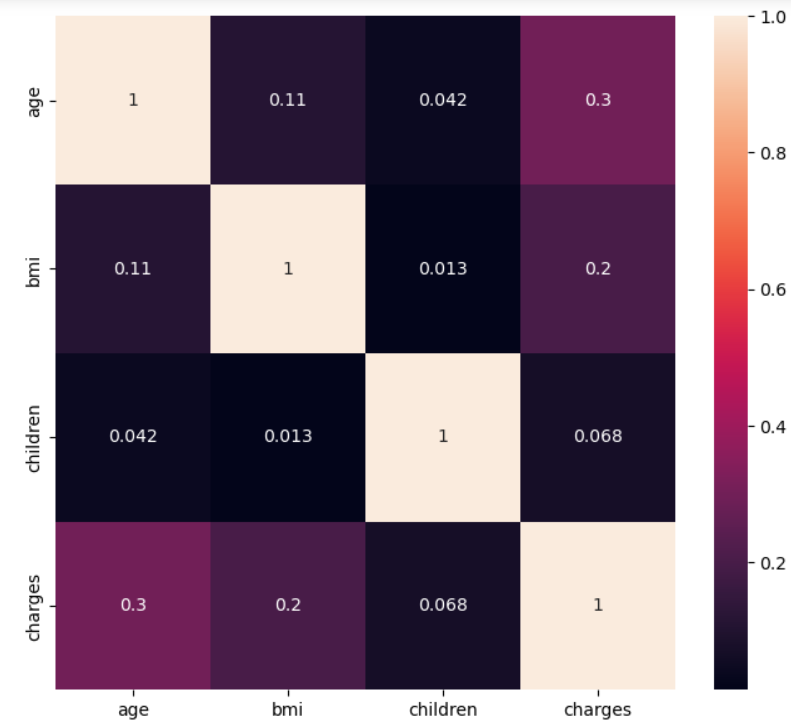 1.0
age 1 0.11 0.042 0.3
0.8
bmi 0.11 1 0.013 0.2
0.6
0.4
children 0.042 0.013 1 0.068
0.2
charges 0.3 0.2 0.068 1
age bmi children charges